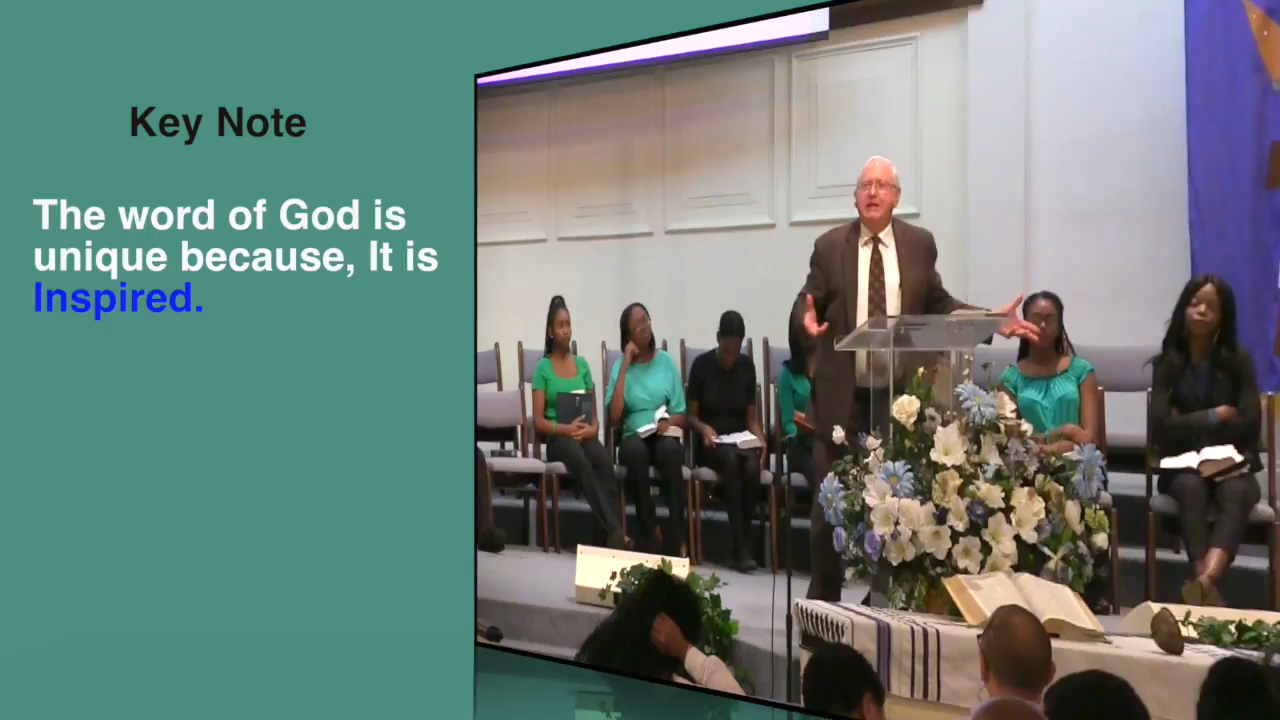 Key Note
The word of God is
unique because, It is
Inspired.